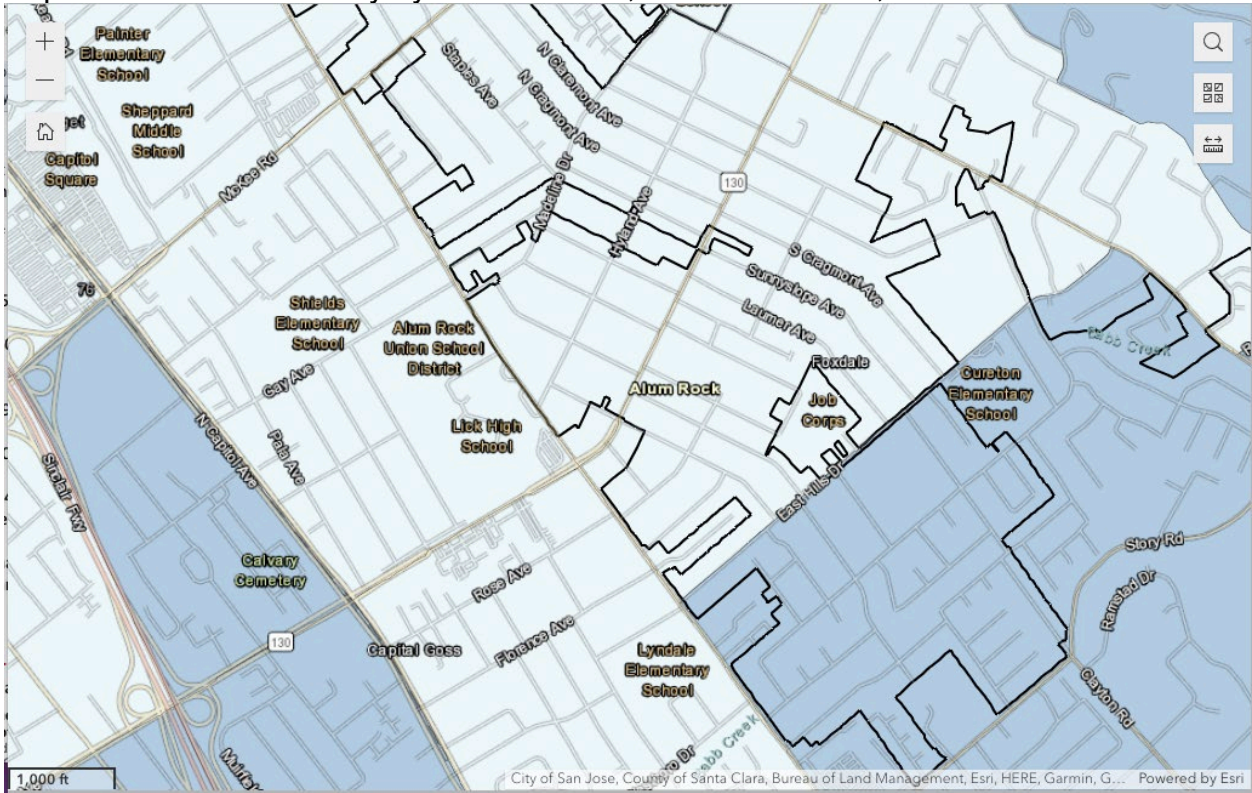 Painter
Elementary
School
Sheppard
Middle
School
get
Capitol
Square
McKee Rd
Staples Ave
N Claremont Ave
N Cragmont Ave
Madeline Dr
Hyland Ave
130
76
Shields
Elementary
School
Alum Rock
Union School
District
Gay Ave
Lick High
School
N Capitol Ave
Pala Ave
Sinclair Fwy
Calvary
Cemetery
130
Capital Goss
Rose Ave
Florence Ave
Lyndale
Elementary
School
S Cragmont Ave
Sunnyslope Ave
Laumer Ave
Foxdale
Alum Rock
Job
Corps
East Hills Dr
Cureton
Elementary
School
Babb Creek
Story Rd
Ramstad Dr
Clayton Rd
Babb Creek
1,000 ft
City of San Jose, County of Santa Clara, Bureau of Land Management, Esri, HERE, Garmin, G...
Powered by Esri